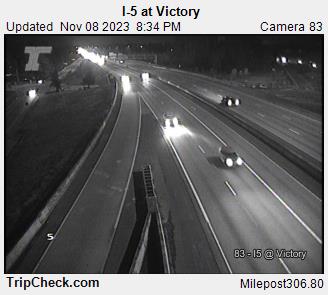 I-5 at Victory
Updated Nov 08 2023 8:34 PM Camera 83
S
83 - I5 @ Victory
TripCheck.com Milepost306.80